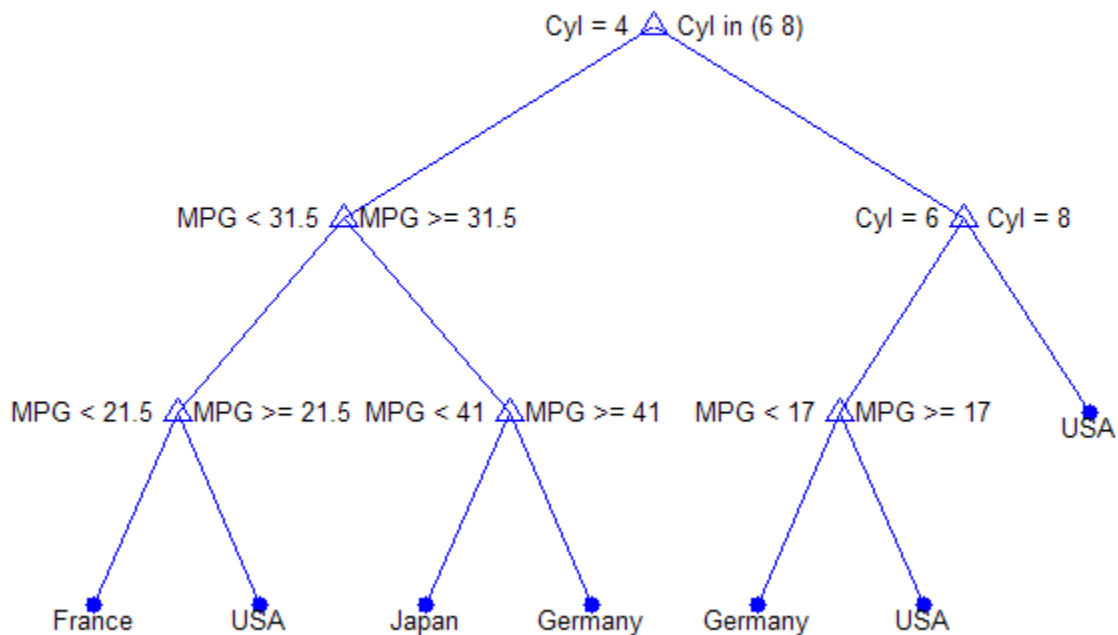 Cyl = 4 Cyl in (6 8)
MPG < 31.5 MPG >= 31.5 Cyl = 6 Cyl = 8
MPG < 21.5 MPG >= 21.5 MPG < 41 MPG >= 41 MPG < 17 MPG >= 17 USA
France USA Japan Germany Germany USA